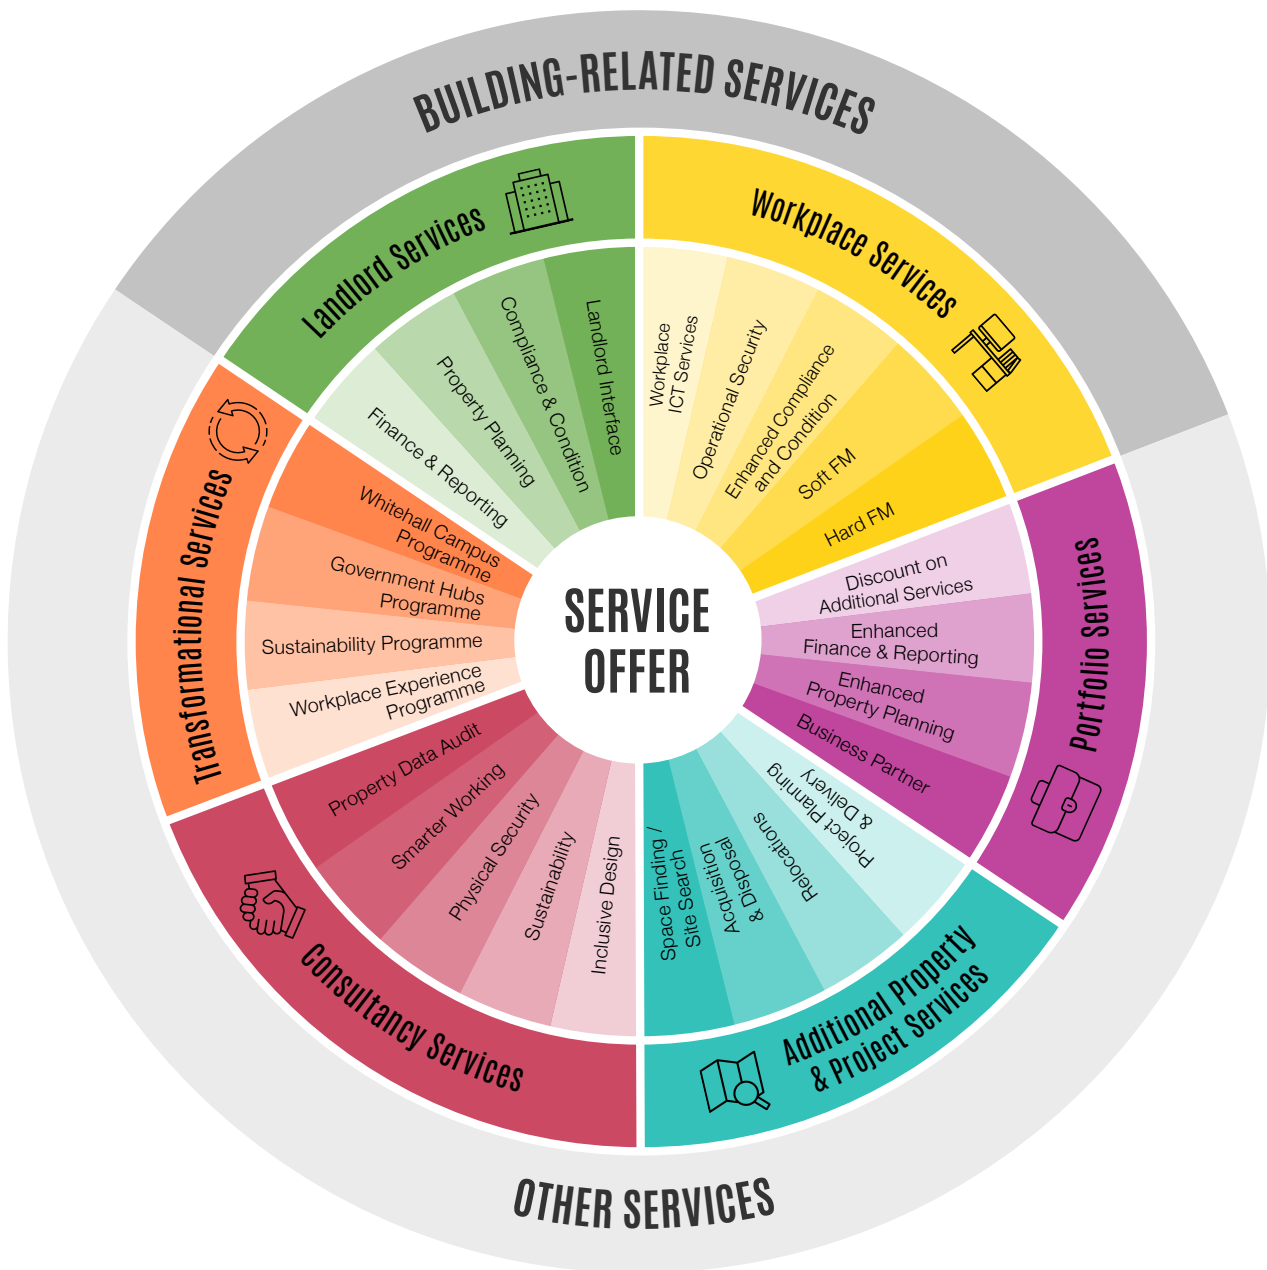 BUILDING-RELATED SERVICES
Landlord Services
Finance & Reporting
Property Planning
Compliance & Condition
Landlord Interface
Workplace Services
Workplace
ICT Services
Operational Security
Enhanced Compliance
and Condition
Soft FM
Hard FM
Portfolio Services
Discount on
Additional Services
Enhanced
Finance & Reporting
Enhanced
Property Planning
Business Partner
Additional Property
& Project Services
Project Planning
& Delivery
Relocations
Acquisition
& Disposal
Space Finding /
Site Search
Consultancy Services
Inclusive Design
Sustainability
Physical Security
Smarter Working
Property Data Audit
Transformational Services
Workplace Experience
Programme
Sustainability Programme
Government Hubs
Programme
Whitehall Campus
Programme
SERVICE
OFFER
OTHER SERVICES